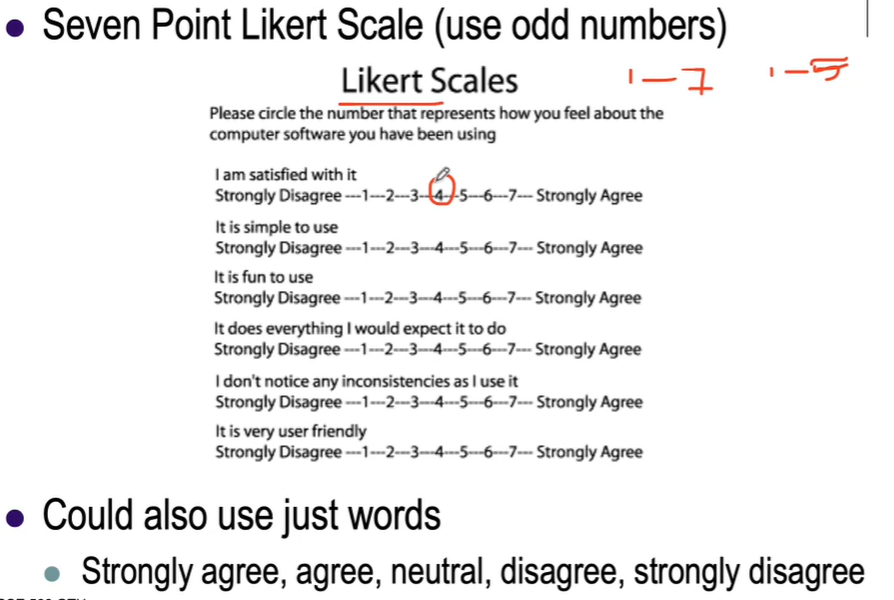 Seven Point Likert Scale (use odd numbers)
Likert Scales
1-7 1-5
Please circle the number that represents how you feel about the
computer software you have been using
I am satisfied with it
Strongly Disagree ---1---2---3---4---5---6---7--- Strongly Agree
It is simple to use
Strongly Disagree ---1---2---3---4---5---6---7--- Strongly Agree
It is fun to use
Strongly Disagree ---1---2---3---4---5---6---7--- Strongly Agree
It does everything I would expect it to do
Strongly Disagree ---1---2---3---4---5---6---7--- Strongly Agree
I don't notice any inconsistencies as I use it
Strongly Disagree ---1---2---3---4---5---6---7--- Strongly Agree
It is very user friendly
Strongly Disagree ---1---2---3---4---5---6---7--- Strongly Agree
Could also use just words
Strongly agree, agree, neutral, disagree, strongly disagree